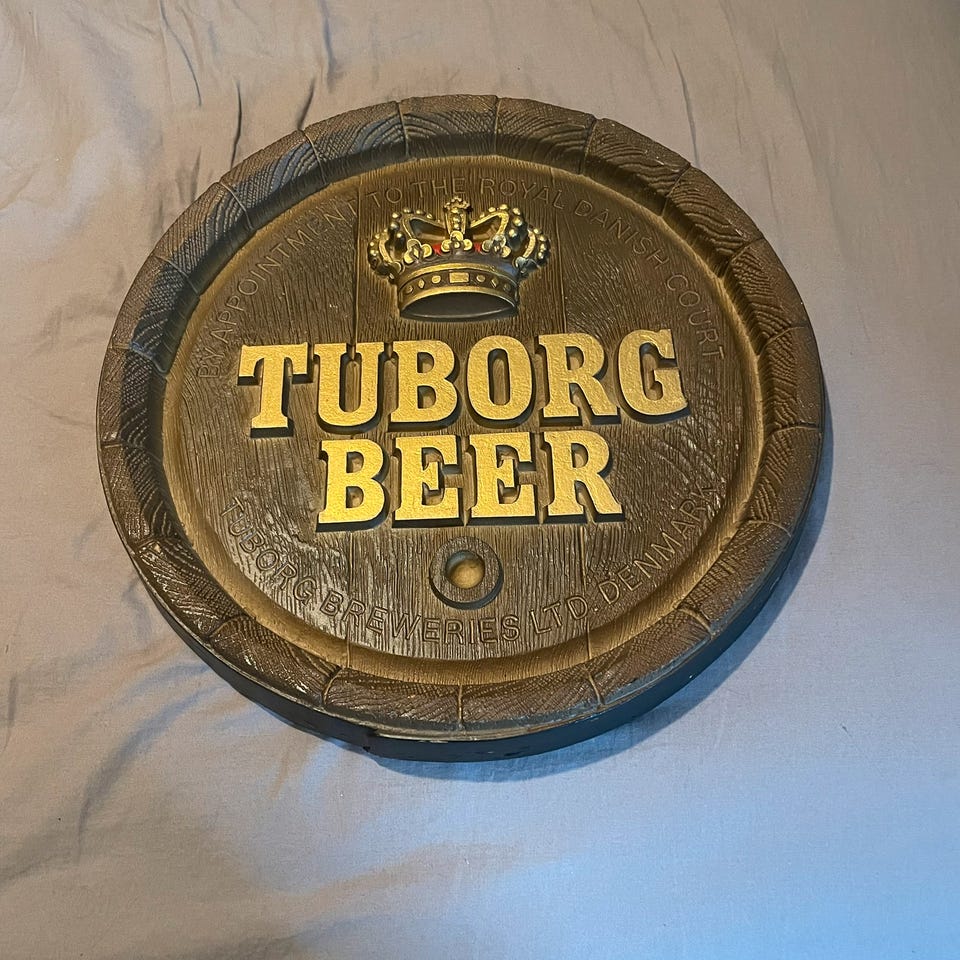 BY APPOINTMENT TO THE ROYAL DANISH COURT
TUBORG
BEER
TUBORG BREWERIES LTD. DENMARK